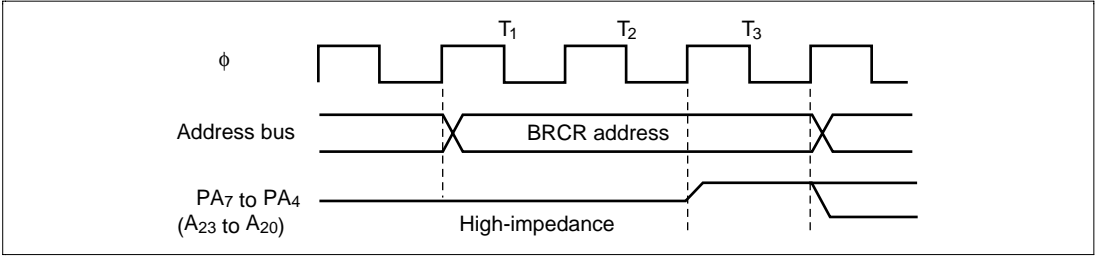 T1 T2 T3
φ
Address bus BRCR address
PA7 to PA4
(A23 to A20)
High-impedance